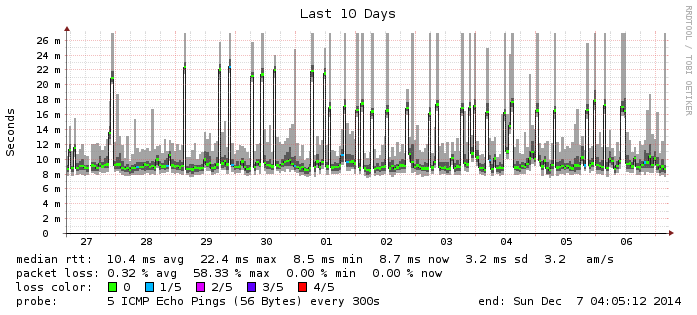 Last 10 Days
RRDTOOL / TOBI OETIKER
Seconds
26 m
24 m
22 m
20 m
18 m
16 m
14 m
12 m
10 m
8 m
6 m
4 m
2 m
0
27 28 29 30 01 02 03 04 05 06
median rtt: 10.4 ms avg 22.4 ms max 8.5 ms min 8.7 ms now 3.2 ms sd 3.2 am/s
packet loss: 0.32 % avg 58.33 % max 0.00 % min 0.00 % now
loss color: 0 1/5 2/5 3/5 4/5
probe: 5 ICMP Echo Pings (56 Bytes) every 300s end: Sun Dec 7 04:05:12 2014